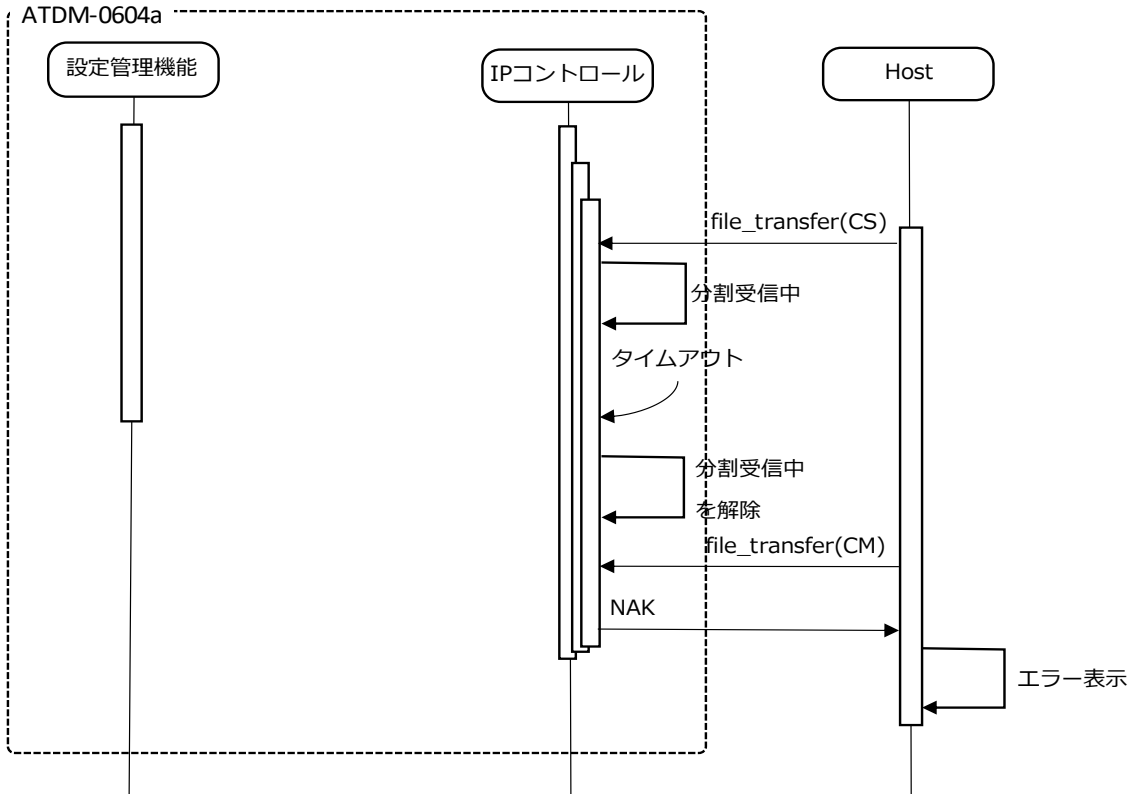 ATDM-0604a
設定管理機能
IPコントロール
Host
file_transfer(CS)
分割受信中
タイムアウト
分割受信中
を解除
file_transfer(CM)
NAK
エラー表示